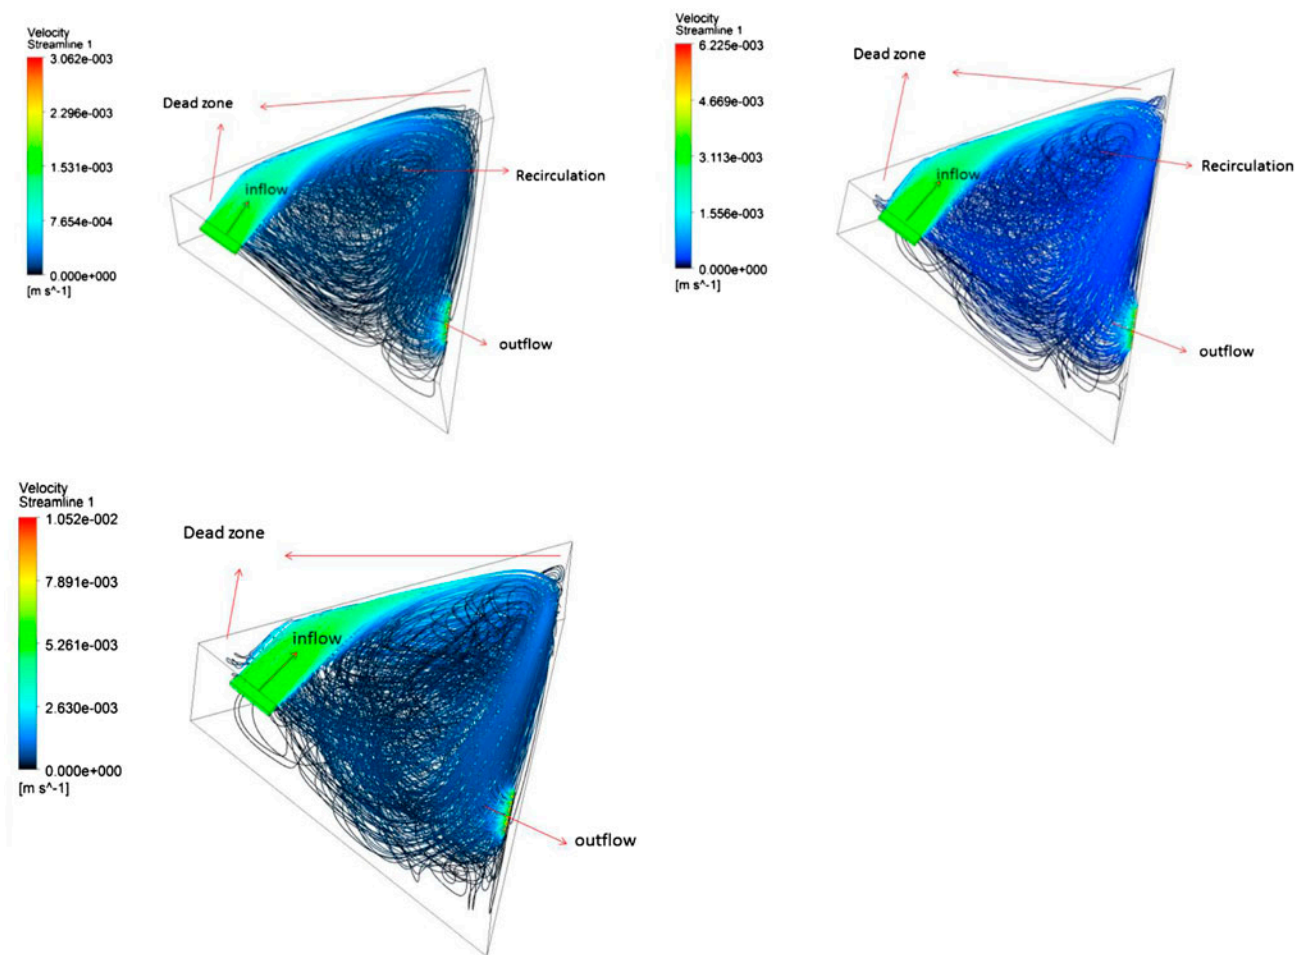 Velocity
Streamline 1
3.062e-003
2.296e-003
1.531e-003
7.654e-004
0.000e+000
[m s^-1]
Dead zone
inflow
Recirculation
outflow
Velocity
Streamline 1
6.225e-003
4.669e-003
3.113e-003
1.556e-003
0.000e+000
[m s^-1]
Dead zone
inflow
Recirculation
outflow
Velocity
Streamline 1
1.052e-002
7.891e-003
5.261e-003
2.630e-003
0.000e+000
[m s^-1]
Dead zone
inflow
outflow